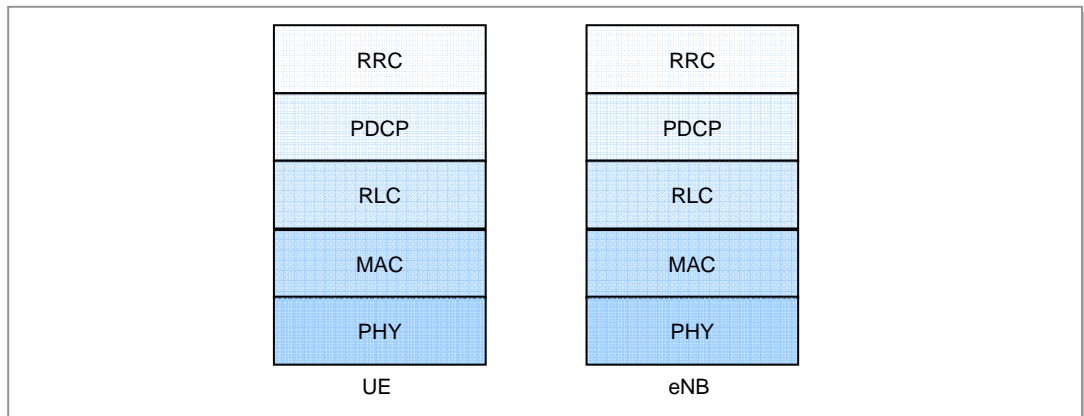 RRC RRC
PDCP PDCP
RLC RLC
MAC MAC
PHY PHY
UE eNB